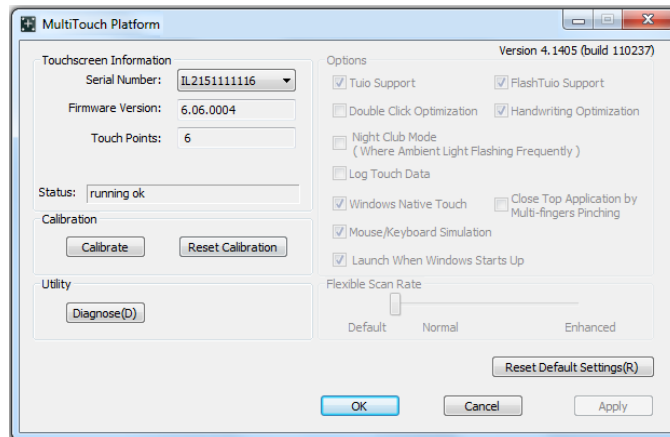 MultiTouch Platform
Version 4.1405 (build 110237)
Touchscreen Information
Serial Number: IL2151111116
Firmware Version: 6.06.0004
Touch Points: 6
Status: running ok
Calibration
Calibrate Reset Calibration
Utility
Diagnose(D)
Options
Tuio Support FlashTuio Support
Double Click Optimization Handwriting Optimization
Night Club Mode
( Where Ambient Light Flashing Frequently )
Log Touch Data
Windows Native Touch Close Top Application by
Multi-fingers Pinching
Mouse/Keyboard Simulation
Launch When Windows Starts Up
Flexible Scan Rate
Default Normal Enhanced
Reset Default Settings(R)
OK Cancel Apply